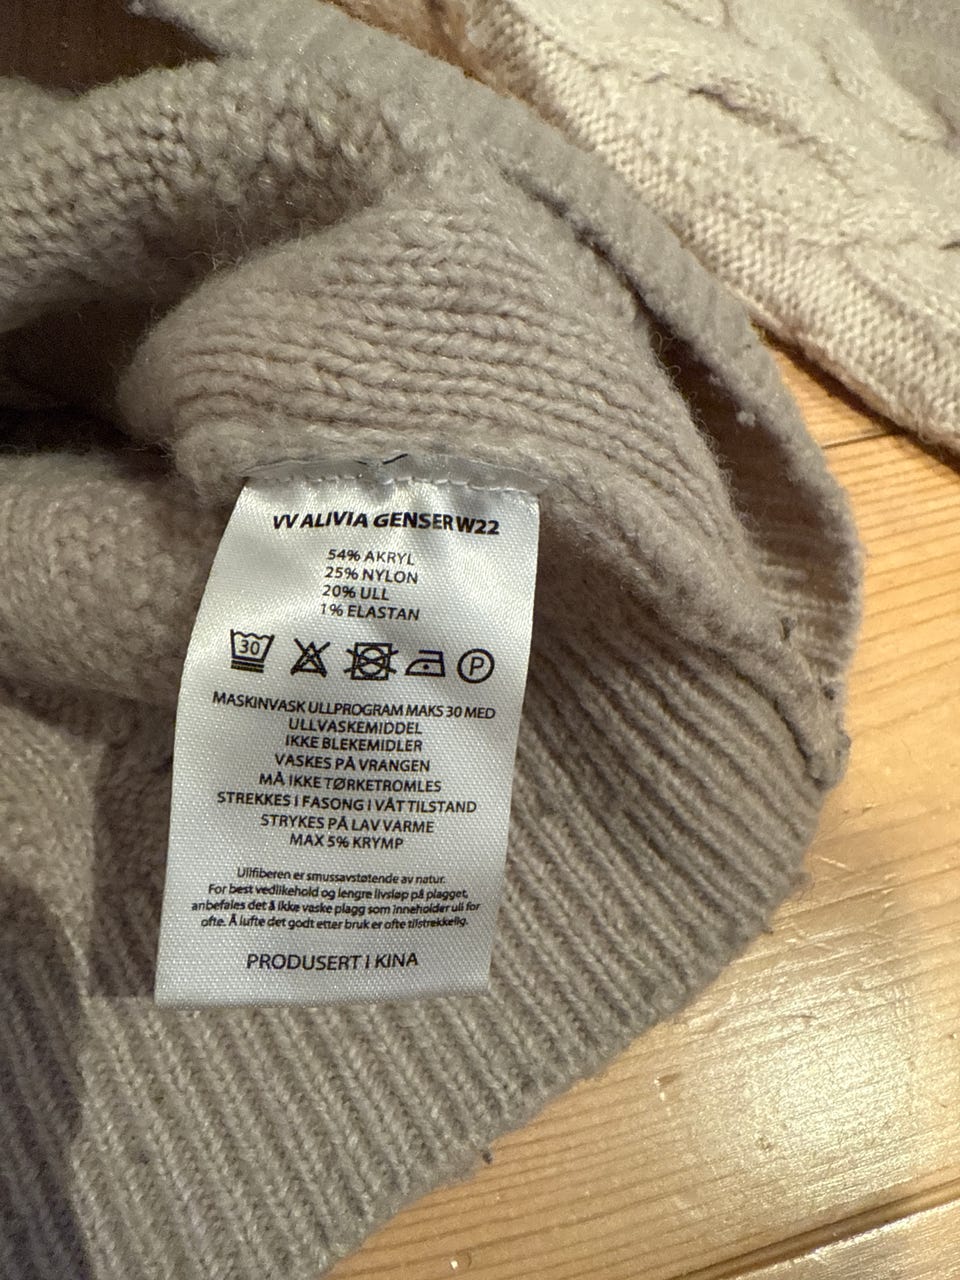 VV ALIVIA GENSER W22
54% AKRYL
25% NYLON
20% ULL
1% ELASTAN
30 P
MASKINVASK ULLPROGRAM MAKS 30 MED
ULLVASKEMIDDEL
IKKE BLEKEMIDLER
VASKES PÅ VRANGEN
MÅ IKKE TØRKETROMLES
STREKKES I FASONG I VÅT TILSTAND
STRYKES PÅ LAV VARME
MAX 5% KRYMP
Ullfiberen er smussavstøtende av natur.
For best vedlikehold og lengre livsløp på plagget,
anbefales det å ikke vaske plagg som inneholder ull for
ofte. Å lufte det godt etter bruk er ofte tilstrekkelig.
PRODUSERT I KINA